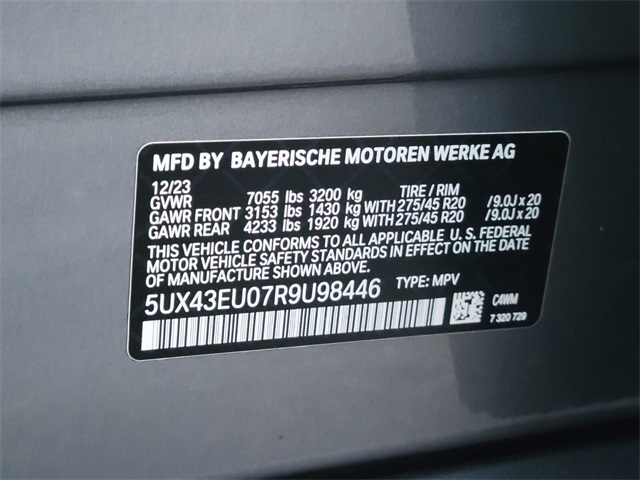 MFD BY BAYERISCHE MOTOREN WERKE AG
12/23
GVWR 7055 lbs 3200 kg TIRE / RIM
GAWR FRONT 3153 lbs 1430 kg WITH 275/45 R20 /9.0J x 20
GAWR REAR 4233 lbs 1920 kg WITH 275/45 R20 /9.0J x 20
THIS VEHICLE CONFORMS TO ALL APPLICABLE U. S. FEDERAL
MOTOR VEHICLE SAFETY STANDARDS IN EFFECT ON THE DATE
OF MANUFACTURE SHOWN ABOVE.
5UX43EU07R9U98446 TYPE: MPV
C4WM
7 320 729